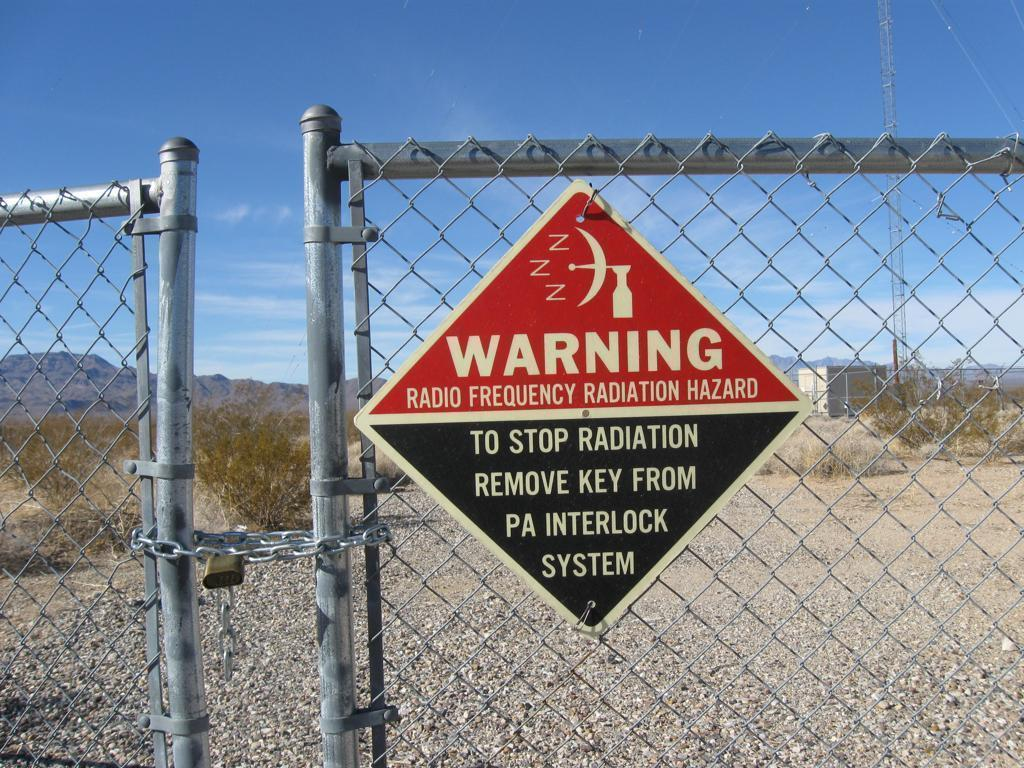 WARNING
RADIO FREQUENCY RADIATION HAZARD
TO STOP RADIATION
REMOVE KEY FROM
PA INTERLOCK
SYSTEM